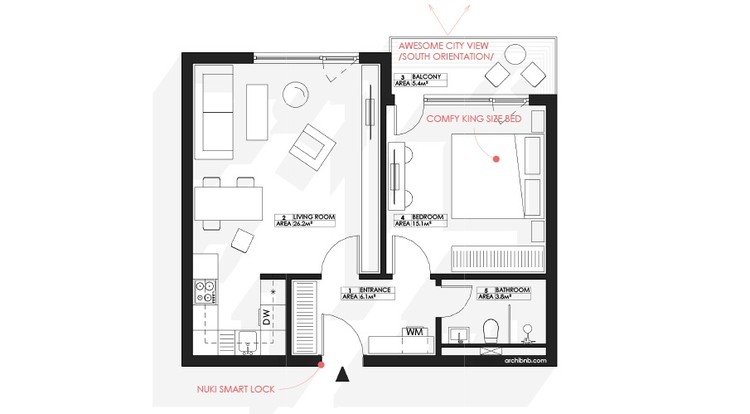 AWESOME CITY VIEW
/SOUTH ORIENTATION/
3 BALCONY
AREA 5.4m²
COMFY KING SIZE BED
2 LIVING ROOM
AREA 26.2m²
4 BEDROOM
AREA 15.1m²
1 ENTRANCE
AREA 6.1m²
5 BATHROOM
AREA 3.8m²
DW
WM
archibnb.com
NUKI SMART LOCK